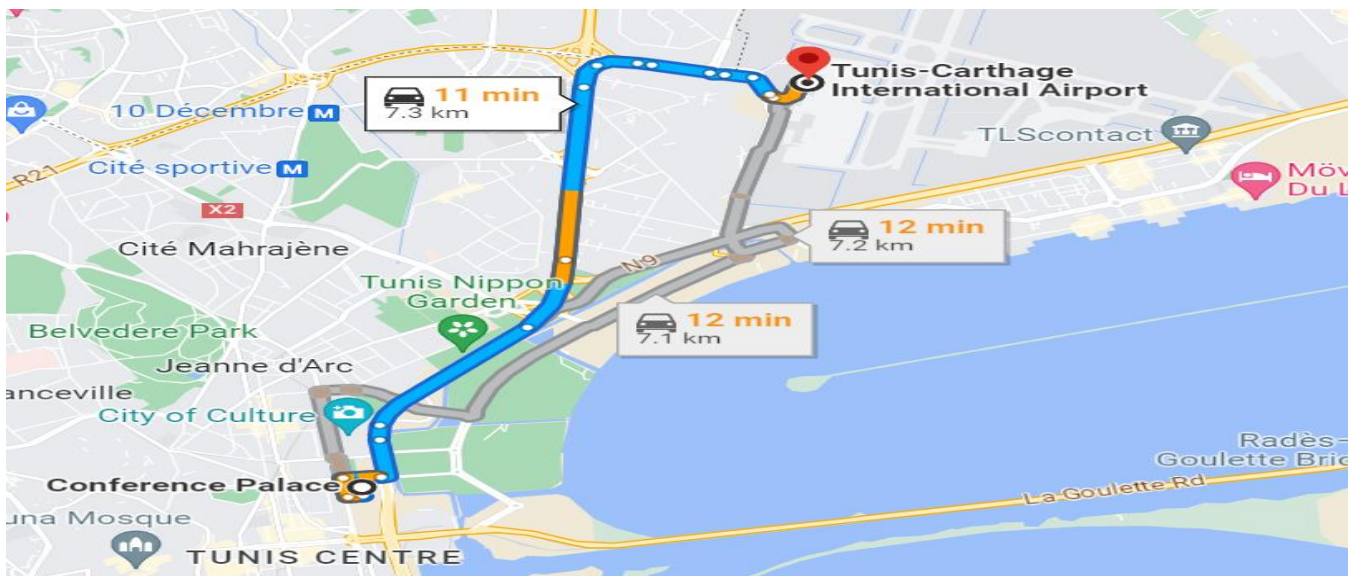 11 min
7.3 km
Tunis-Carthage
International Airport
10 Décembre M
TLScontact
Cité sportive M
R21
X2
Möv
Du L
12 min
7.2 km
Cité Mahrajène
N9
Tunis Nippon
Garden
12 min
7.1 km
Belvedere Park
Jeanne d'Arc
anceville
City of Culture
Radès-
Goulette Bric
Conference Palace
La Goulette Rd
una Mosque
TUNIS CENTRE